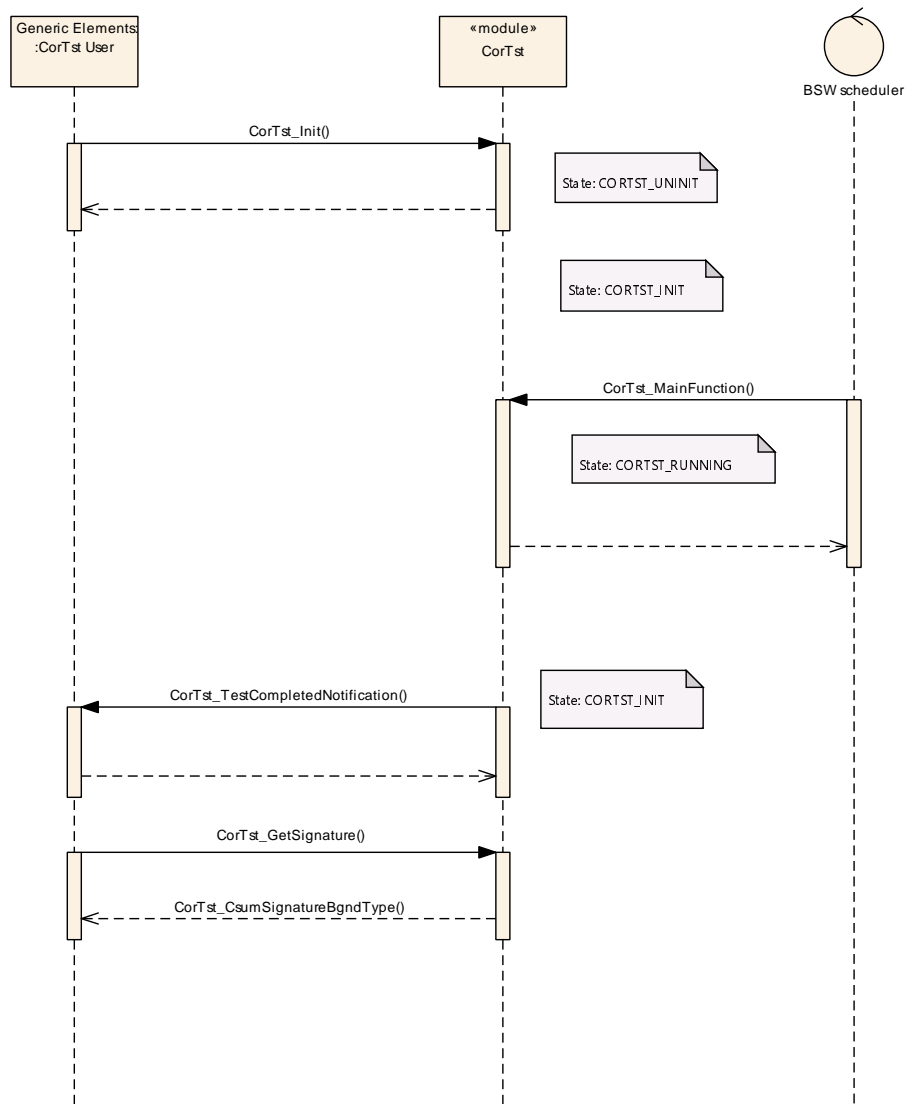 Generic Elements:
:CorTst User
«module»
CorTst
BSW scheduler
CorTst_Init()
State: CORTST_UNINIT
State: CORTST_INIT
CorTst_MainFunction()
State: CORTST_RUNNING
CorTst_TestCompletedNotification()
State: CORTST_INIT
CorTst_GetSignature()
CorTst_CsumSignatureBgndType()